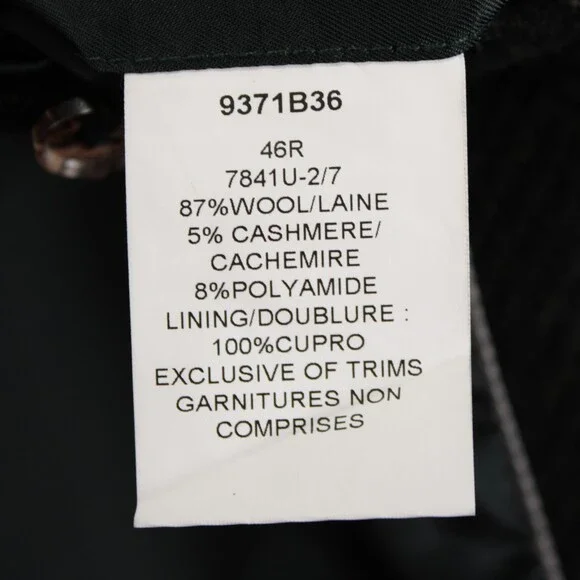 9371B36
46R
7841U-2/7
87%WOOL/LAINE
5% CASHMERE/
CACHEMIRE
8%POLYAMIDE
LINING/DOUBLURE :
100%CUPRO
EXCLUSIVE OF TRIMS
GARNITURES NON
COMPRISES